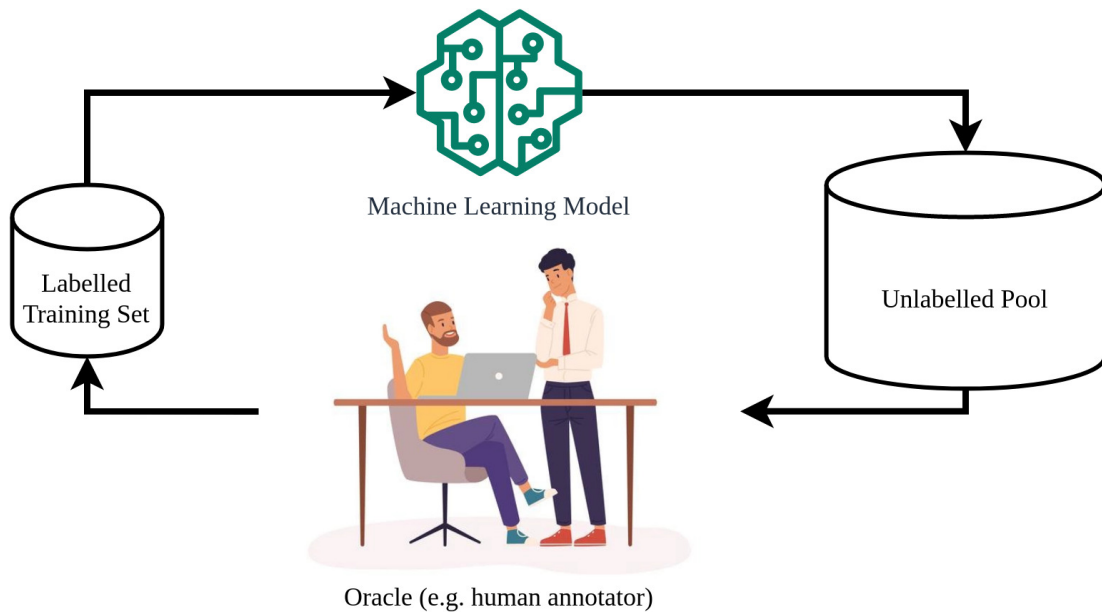 Machine Learning Model
Labelled
Training Set
Unlabelled Pool
Oracle (e.g. human annotator)